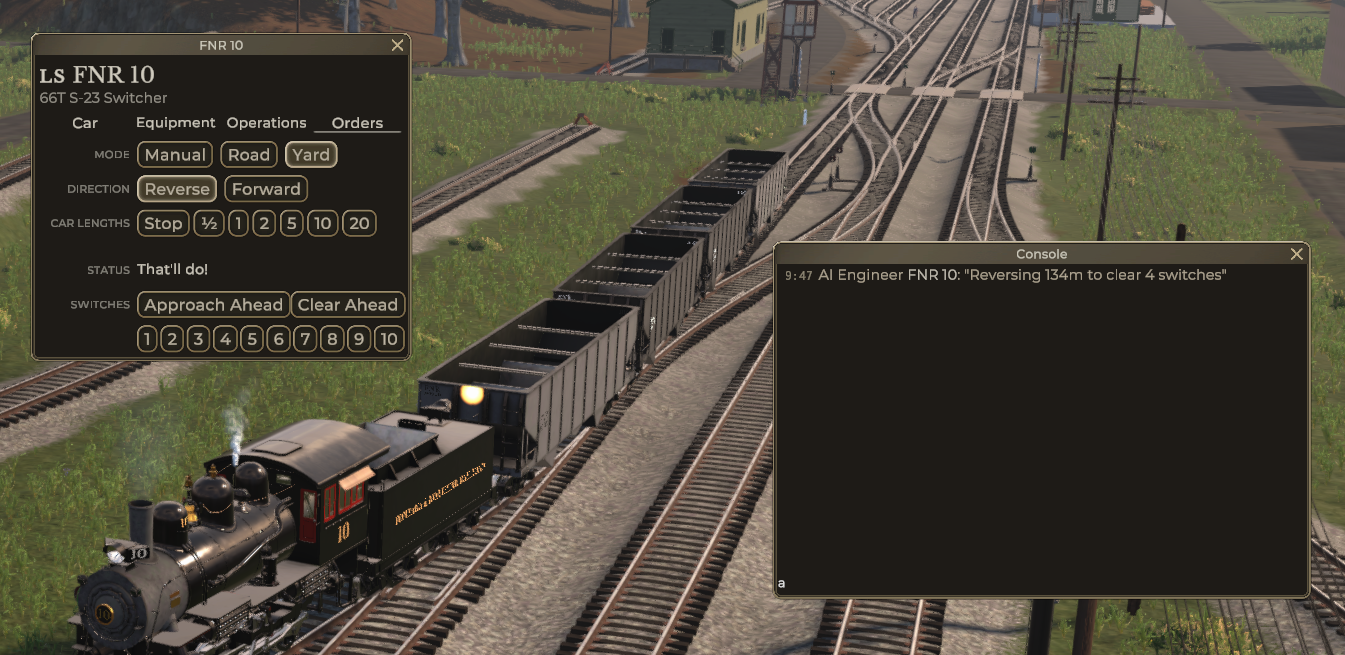 FNR 10
LS FNR 10
66T S-23 Switcher
Car Equipment Operations Orders
MODE Manual Road Yard
DIRECTION Reverse Forward
CAR LENGTHS Stop ½ 1 2 5 10 20
STATUS That'll do!
SWITCHES Approach Ahead Clear Ahead
1 2 3 4 5 6 7 8 9 10
Console
9:47 AI Engineer FNR 10: "Reversing 134m to clear 4 switches"
a
10
10
10